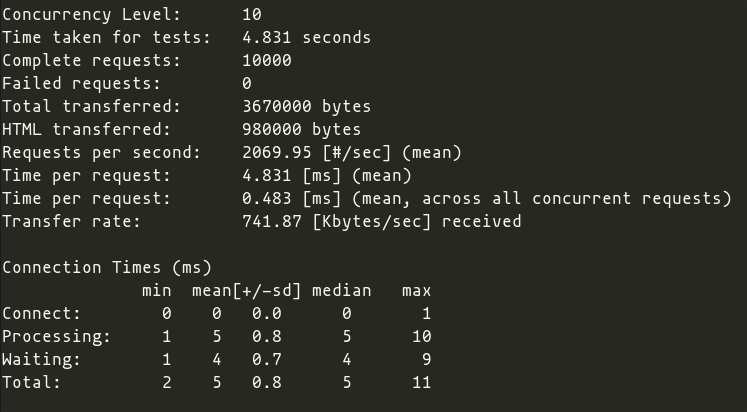 Concurrency Level:      10
Time taken for tests:   4.831 seconds
Complete requests:      10000
Failed requests:        0
Total transferred:      3670000 bytes
HTML transferred:       980000 bytes
Requests per second:    2069.95 [#/sec] (mean)
Time per request:       4.831 [ms] (mean)
Time per request:       0.483 [ms] (mean, across all concurrent requests)
Transfer rate:          741.87 [Kbytes/sec] received

Connection Times (ms)
              min  mean[+/-sd] median   max
Connect:        0    0   0.0      0       1
Processing:     1    5   0.8      5      10
Waiting:        1    4   0.7      4       9
Total:          2    5   0.8      5      11